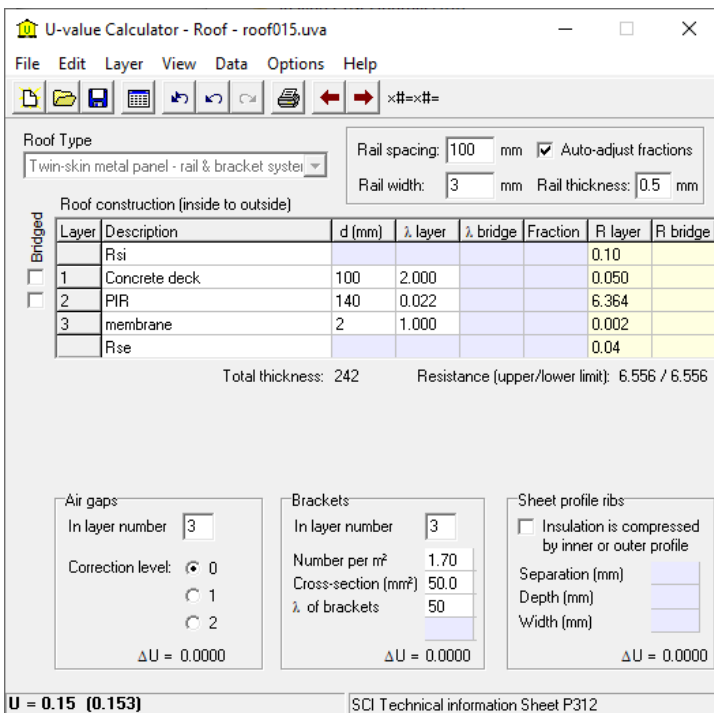 U-value Calculator - Roof - roof015.uva
File Edit Layer View Data Options Help
×#=×#=
Roof Type
Twin-skin metal panel - rail & bracket syster
Rail spacing: 100 mm Auto-adjust fractions
Rail width: 3 mm Rail thickness: 0.5 mm
Roof construction (inside to outside)
Bridged
Layer Description d (mm) λ layer λ bridge Fraction R layer R bridge
Rsi 0.10
1 Concrete deck 100 2.000 0.050
2 PIR 140 0.022 6.364
3 membrane 2 1.000 0.002
Rse 0.04
Total thickness: 242 Resistance (upper/lower limit): 6.556 / 6.556
Air gaps
In layer number 3
Correction level: 0
1
2
ΔU = 0.0000
Brackets
In layer number 3
Number per m² 1.70
Cross-section (mm²) 50.0
λ of brackets 50
ΔU = 0.0000
Sheet profile ribs
Insulation is compressed
by inner or outer profile
Separation (mm)
Depth (mm)
Width (mm)
ΔU = 0.0000
U = 0.15 (0.153)
SCI Technical information Sheet P312